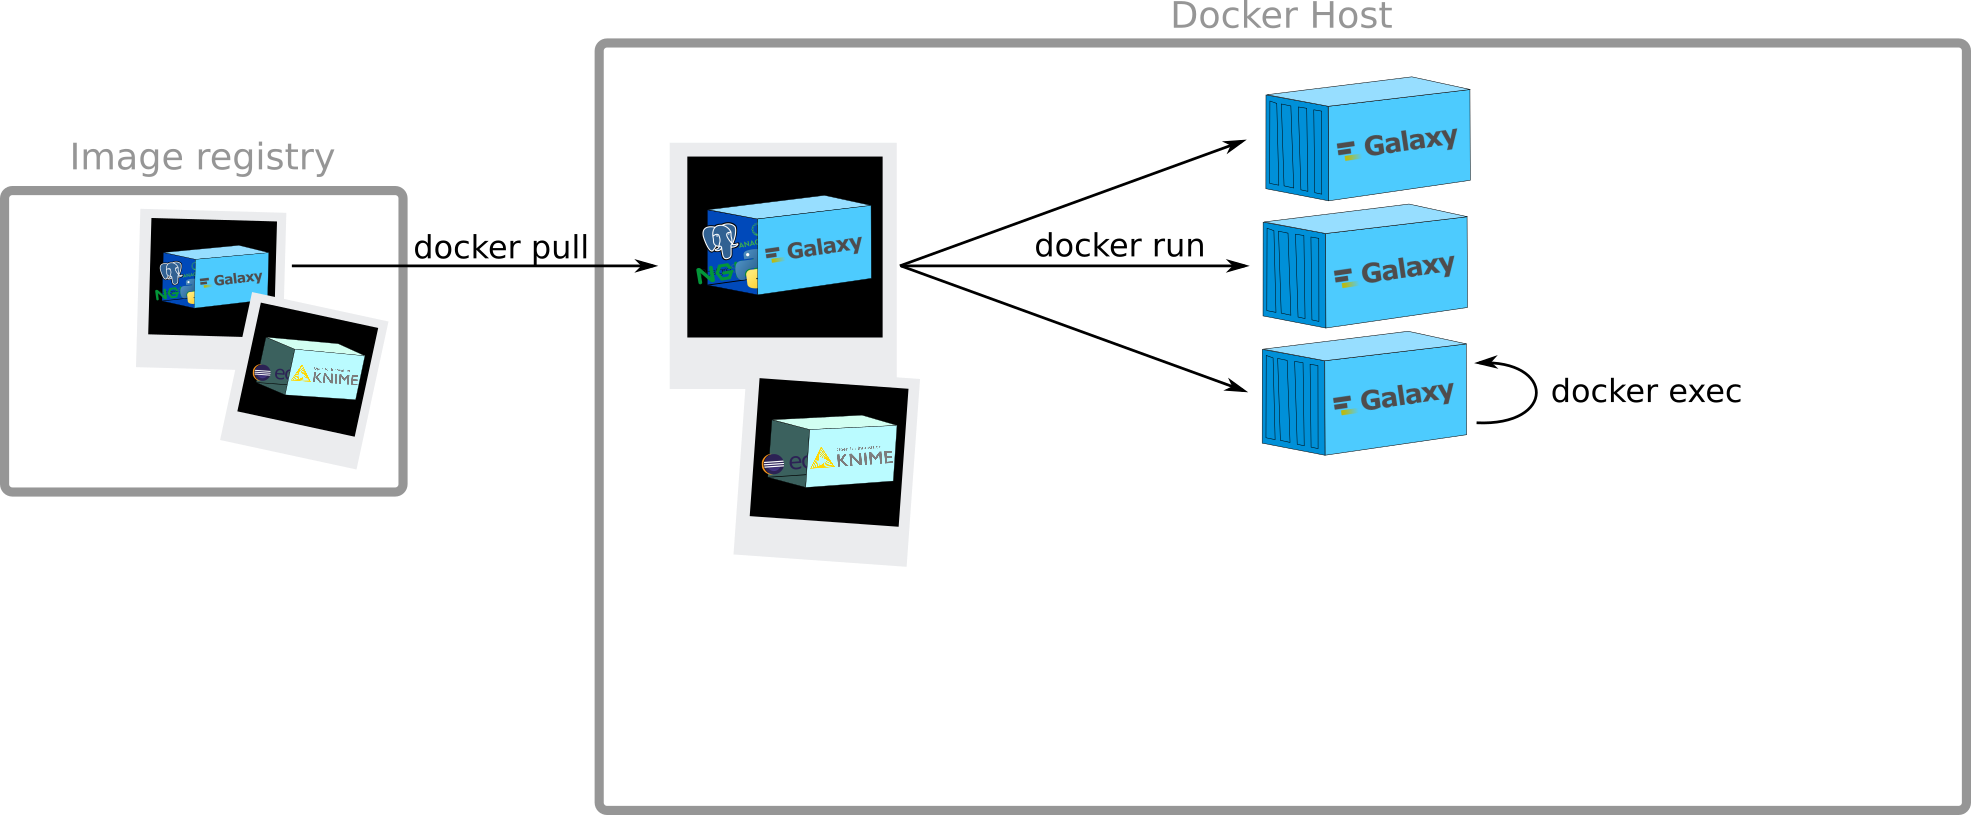 Docker Host
Image registry
docker pull
docker run
docker exec
Galaxy
KNIME
NG
ANA
Galaxy
KNIME
NG
Galaxy
Galaxy
Galaxy